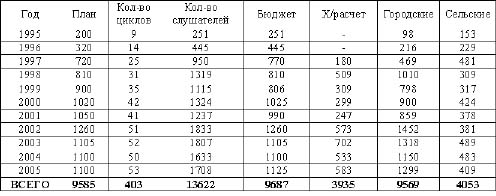 Год План Кол-во циклов Кол-во слушателей Бюджет Х/расчет Городские Сельские
1995 200 9 251 251 - 98 153
1996 320 14 445 445 - 216 229
1997 720 25 950 770 180 469 481
1998 810 31 1319 810 509 1010 309
1999 900 35 1115 806 309 798 317
2000 1020 42 1324 1025 299 900 424
2001 1050 41 1237 990 247 859 378
2002 1260 51 1833 1260 573 1452 381
2003 1105 52 1807 1105 702 1318 489
2004 1100 50 1633 1100 533 1150 483
2005 1100 53 1708 1125 583 1299 409
ВСЕГО 9585 403 13622 9687 3935 9569 4053